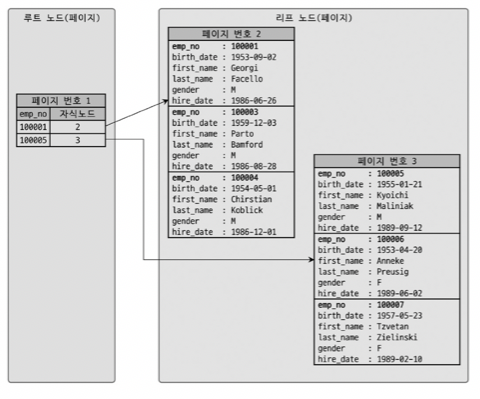 루트 노드(페이지)
리프 노드(페이지)
페이지 번호 1
emp_no 자식노드
100001 2
100005 3
페이지 번호 2
emp_no : 100001
birth_date : 1953-09-02
first_name : Georgi
last_name : Facello
gender : M
hire_date : 1986-06-26
emp_no : 100003
birth_date : 1959-12-03
first_name : Parto
last_name : Bamford
gender : M
hire_date : 1986-08-28
emp_no : 100004
birth_date : 1954-05-01
first_name : Chirstian
last_name : Koblick
gender : M
hire_date : 1986-12-01
페이지 번호 3
emp_no : 100005
birth_date : 1955-01-21
first_name : Kyoichi
last_name : Maliniak
gender : M
hire_date : 1989-09-12
emp_no : 100006
birth_date : 1953-04-20
first_name : Anneke
last_name : Preusig
gender : F
hire_date : 1989-06-02
emp_no : 100007
birth_date : 1957-05-23
first_name : Tzvetan
last_name : Zielinski
gender : F
hire_date : 1989-02-10